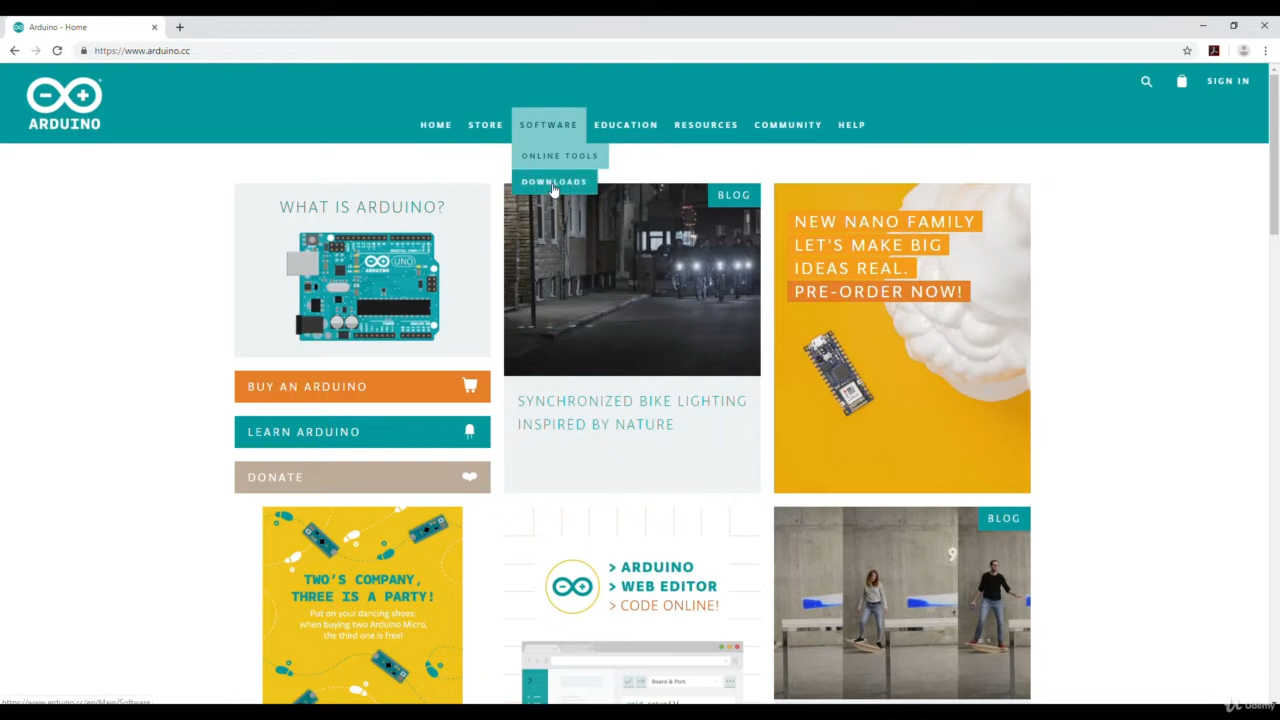 Arduino - Home
https://www.arduino.cc
SIGN IN
ARDUINO
HOME STORE SOFTWARE EDUCATION RESOURCES COMMUNITY HELP
ONLINE TOOLS
DOWNLOADS
WHAT IS ARDUINO?
UNO
BUY AN ARDUINO
LEARN ARDUINO
DONATE
BLOG
SYNCHRONIZED BIKE LIGHTING
INSPIRED BY NATURE
NEW NANO FAMILY
LET'S MAKE BIG
IDEAS REAL.
PRE-ORDER NOW!
TWO'S COMPANY,
THREE IS A PARTY!
Put on your dancing shoes:
when buying two Arduino Micro,
the third one is free!
> ARDUINO
> WEB EDITOR
> CODE ONLINE!
Board & Port
BLOG
https://www.arduino.cc/en/Main/Software
Udemy